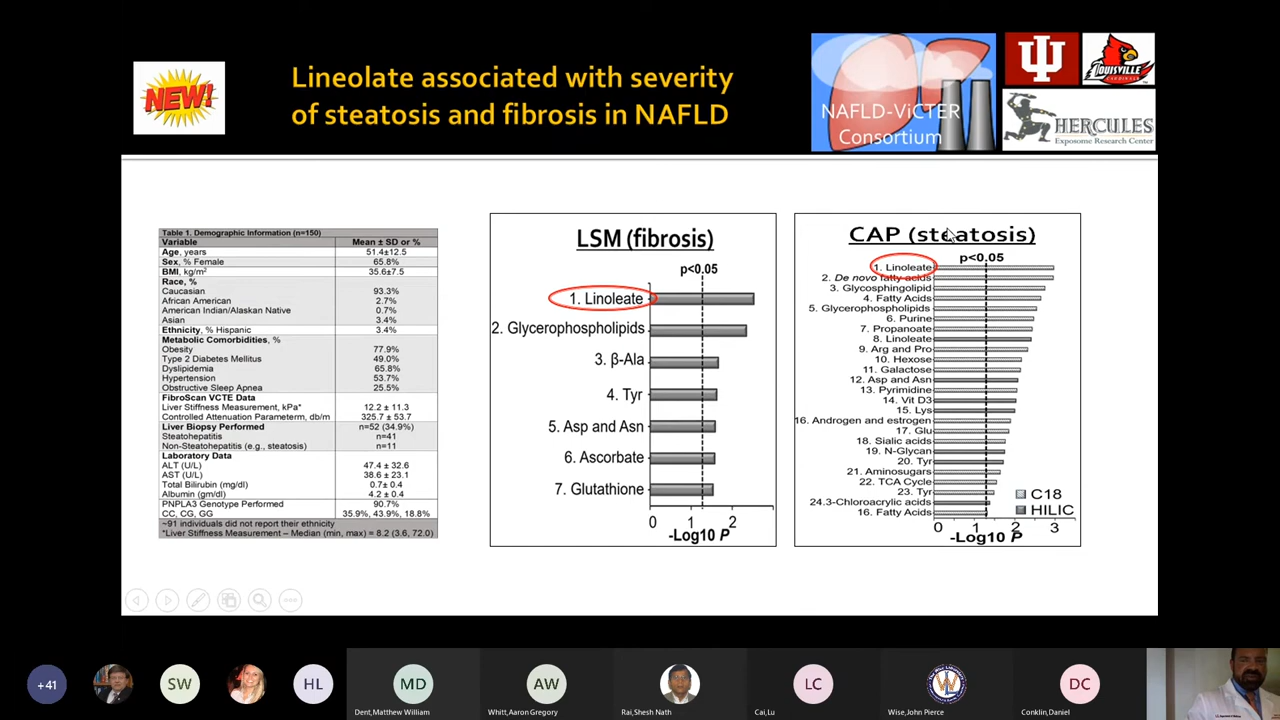 NEW!
Lineolate associated with severity
of steatosis and fibrosis in NAFLD
NAFLD-ViCTER
Consortium
LOUISVILLE
CARDINALS
HERCULES
Exposome Research Center
Table 1. Demographic Information (n=150)
Variable Mean ± SD or %
Age, years 51.4±12.5
Sex, % Female 65.8%
BMI, kg/m² 35.6±7.5
Race, %
Caucasian 93.3%
African American 2.7%
American Indian/Alaskan Native 0.7%
Asian 3.4%
Ethnicity, % Hispanic 3.4%
Metabolic Comorbidities, %
Obesity 77.9%
Type 2 Diabetes Mellitus 49.0%
Dyslipidemia 65.8%
Hypertension 53.7%
Obstructive Sleep Apnea 25.5%
FibroScan VCTE Data
Liver Stiffness Measurement, kPa* 12.2 ± 11.3
Controlled Attenuation Parameterm, db/m 325.7 ± 53.7
Liver Biopsy Performed n=52 (34.9%)
Steatohepatitis n=41
Non-Steatohepatitis (e.g., steatosis) n=11
Laboratory Data
ALT (U/L) 47.4 ± 32.6
AST (U/L) 38.6 ± 23.1
Total Bilirubin (mg/dl) 0.7± 0.4
Albumin (gm/dl) 4.2 ± 0.4
PNPLA3 Genotype Performed 90.7%
CC, CG, GG 35.9%, 43.9%, 18.8%
~91 individuals did not report their ethnicity
*Liver Stiffness Measurement – Median (min, max) = 8.2 (3.6, 72.0)
LSM (fibrosis)
p<0.05
1. Linoleate
2. Glycerophospholipids
3. β-Ala
4. Tyr
5. Asp and Asn
6. Ascorbate
7. Glutathione
0 1 2
-Log10 P
CAP (steatosis)
p<0.05
1. Linoleate
2. De novo fatty acids
3. Glycosphingolipid
4. Fatty Acids
5. Glycerophospholipids
6. Purine
7. Propanoate
8. Linoleate
9. Arg and Pro
10. Hexose
11. Galactose
12. Asp and Asn
13. Pyrimidine
14. Vit D3
15. Lys
16. Androgen and estrogen
17. Glu
18. Sialic acids
19. N-Glycan
20. Tyr
21. Aminosugars
22. TCA Cycle
23. Tyr
24.3-Chloroacrylic acids
16. Fatty Acids
C18
HILIC
0 1 2 3
-Log10 P
+41
SW
HL
MD
Dent,Matthew William
AW
Whitt,Aaron Gregory
Rai,Shesh Nath
LC
Cai,Lu
Wise,John Pierce
DC
Conklin,Daniel